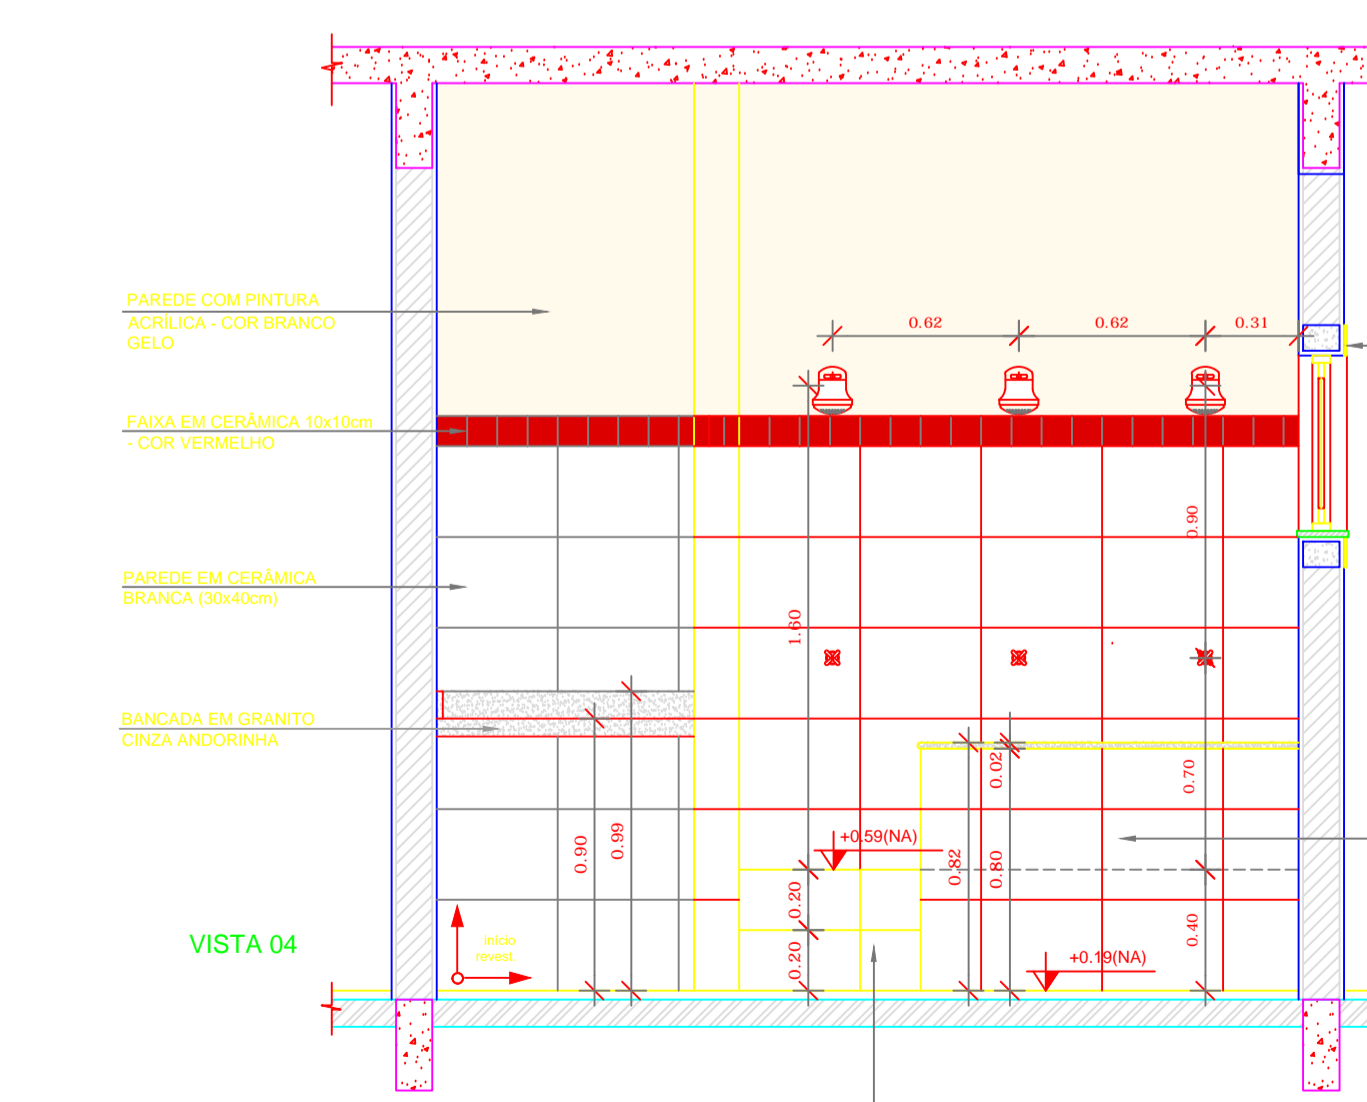 0.62
0.62
0.31
PAREDE COM PINTURA
ACRÍLICA - COR BRANCO
GELO
FAIXA EM CERÂMICA 10x10cm
- COR VERMELHO
0.90
PAREDE EM CERÂMICA
BRANCA (30x40cm)
1.60
BANCADA EM GRANITO
CINZA ANDORINHA
0.02
0.70
+0.59(NA)
0.90
0.99
0.82
0.80
0.20
0.40
VISTA 04
início
revest.
0.20
+0.19(NA)